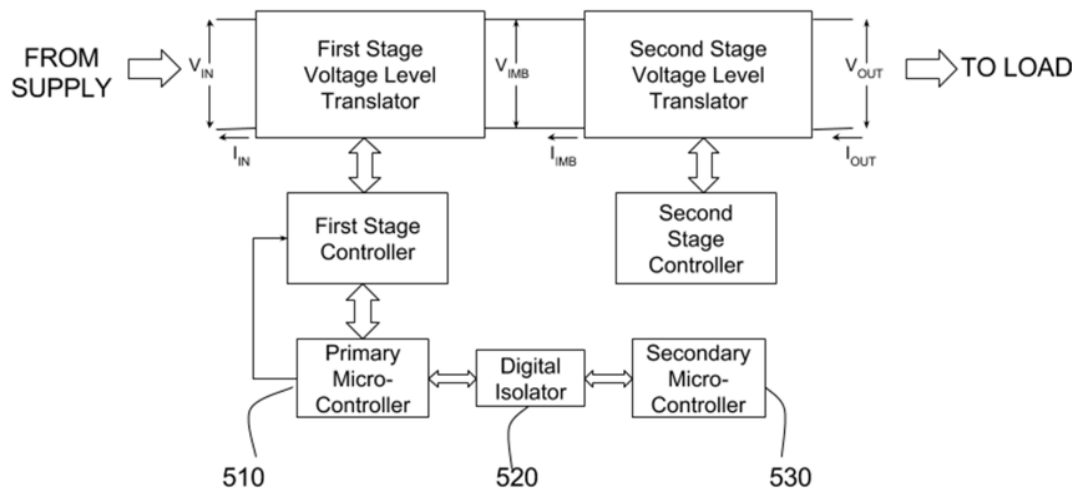 FROM
SUPPLY
V_IN
First Stage
Voltage Level
Translator
V_IMB
Second Stage
Voltage Level
Translator
V_OUT
TO LOAD
I_IN
I_IMB
I_OUT
First Stage
Controller
Second
Stage
Controller
Primary
Micro-
Controller
Digital
Isolator
Secondary
Micro-
Controller
510
520
530